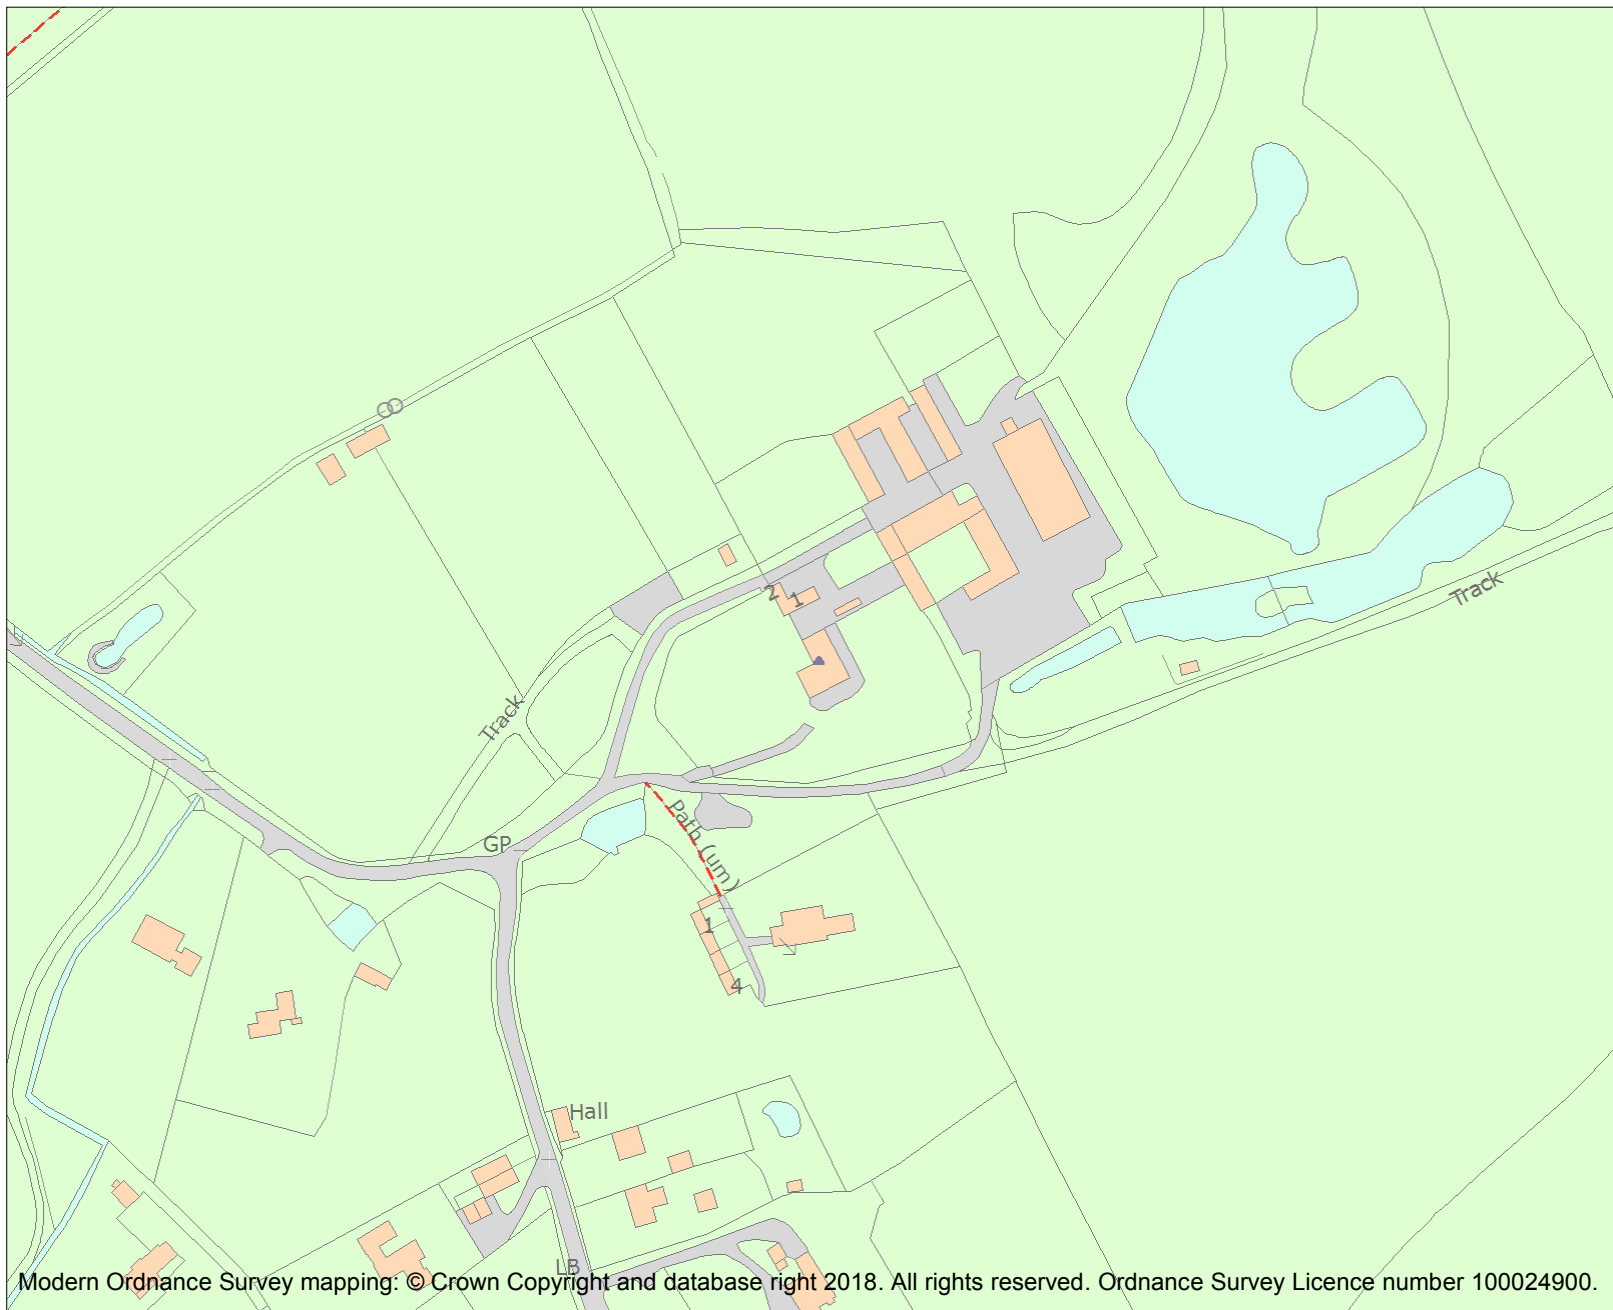 2
1
Track
Track
GP
Path (um)
1
4
Hall
LB
Modern Ordnance Survey mapping: © Crown Copyright and database right 2018. All rights reserved. Ordnance Survey Licence number 100024900.